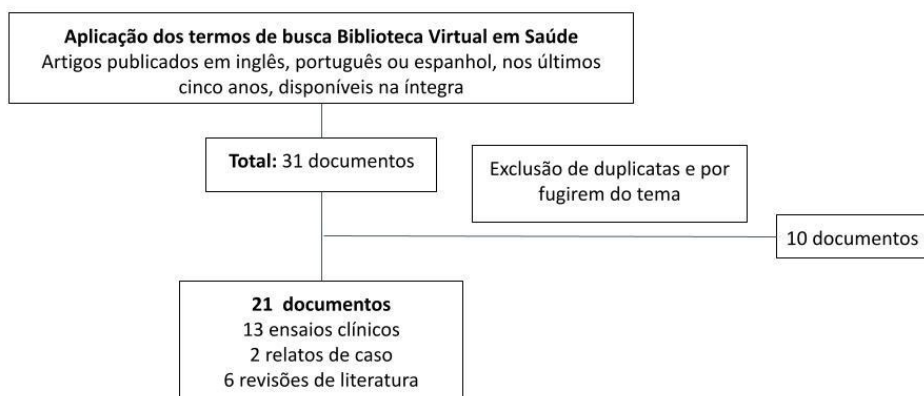 Aplicação dos termos de busca Biblioteca Virtual em Saúde
Artigos publicados em inglês, português ou espanhol, nos últimos
cinco anos, disponíveis na íntegra
Total: 31 documentos
Exclusão de duplicatas e por
fugirem do tema
10 documentos
21 documentos
13 ensaios clínicos
2 relatos de caso
6 revisões de literatura